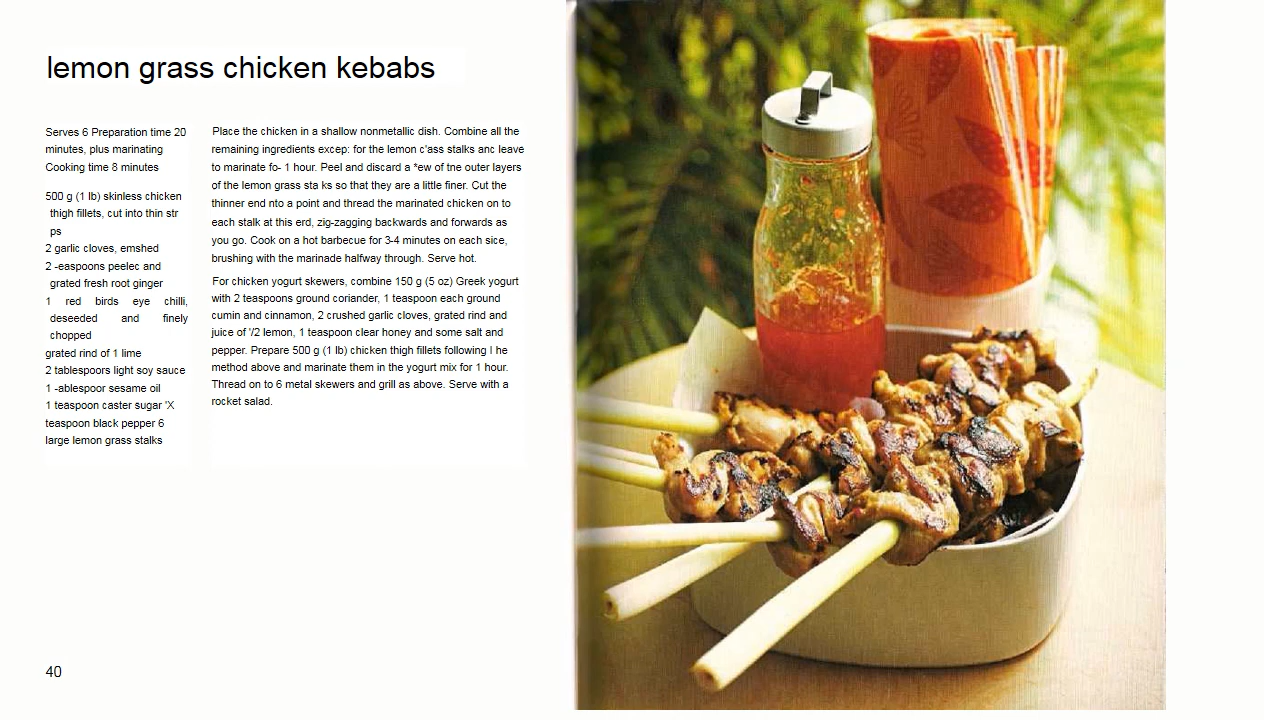 lemon grass chicken kebabs
Serves 6 Preparation time 20
minutes, plus marinating
Cooking time 8 minutes
500 g (1 lb) skinless chicken
thigh fillets, cut into thin str
ps
2 garlic cloves, emshed
2 -easpoons peelec and
grated fresh root ginger
1 red birds eye chilli,
deseeded and finely
chopped
grated rind of 1 lime
2 tablespoors light soy sauce
1 -ablespoor sesame oil
1 teaspoon caster sugar 'X
teaspoon black pepper 6
large lemon grass stalks
Place the chicken in a shallow nonmetallic dish. Combine all the
remaining ingredients excep: for the lemon c'ass stalks anc leave
to marinate fo- 1 hour. Peel and discard a *ew of tne outer layers
of the lemon grass sta ks so that they are a little finer. Cut the
thinner end nto a point and thread the marinated chicken on to
each stalk at this erd, zig-zagging backwards and forwards as
you go. Cook on a hot barbecue for 3-4 minutes on each sice,
brushing with the marinade halfway through. Serve hot.
For chicken yogurt skewers, combine 150 g (5 oz) Greek yogurt
with 2 teaspoons ground coriander, 1 teaspoon each ground
cumin and cinnamon, 2 crushed garlic cloves, grated rind and
juice of '/2 lemon, 1 teaspoon clear honey and some salt and
pepper. Prepare 500 g (1 lb) chicken thigh fillets following I he
method above and marinate them in the yogurt mix for 1 hour.
Thread on to 6 metal skewers and grill as above. Serve with a
rocket salad.
40